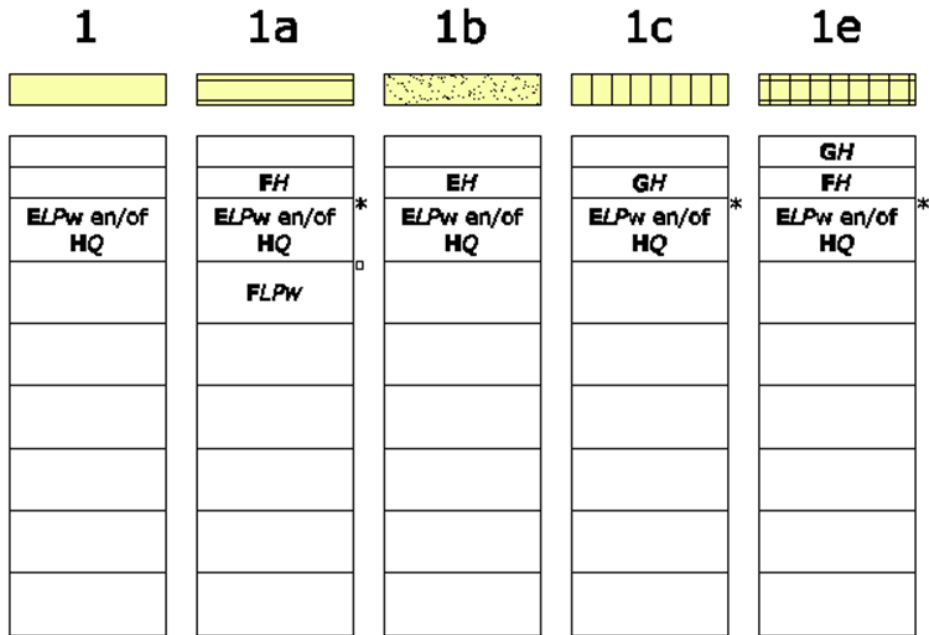 1 1a 1b 1c 1e
GH
FH EH GH FH
ELPw en/of ELPw en/of * ELPw en/of ELPw en/of * ELPw en/of *
HQ HQ HQ HQ HQ
FLPw